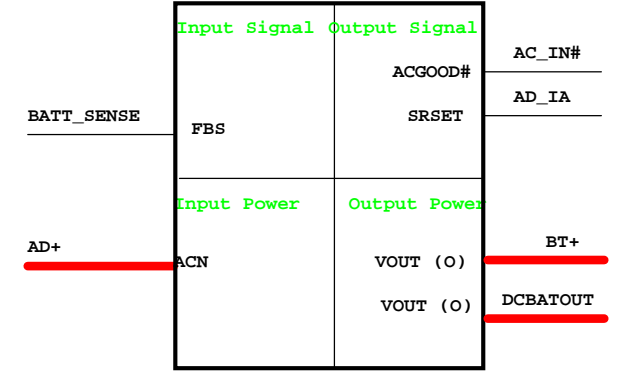 Input Signal Output Signal
AC_IN#
ACGOOD#
AD_IA
BATT_SENSE
SRSET
FBS
Input Power Output Power
AD+
BT+
ACN
VOUT (O)
DCBATOUT
VOUT (O)